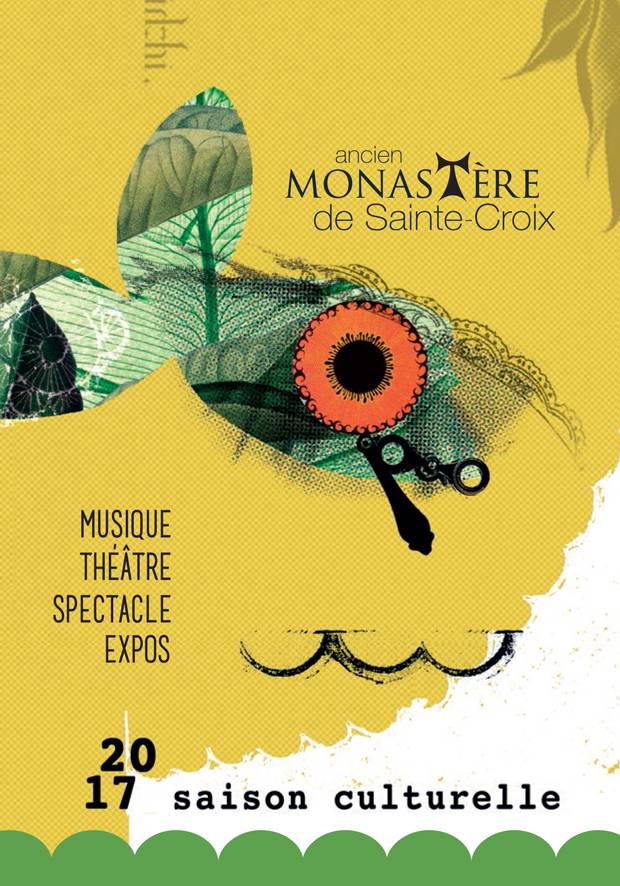 ancien
MONASTÈRE
de Sainte-Croix
MUSIQUE
THÉÂTRE
SPECTACLE
EXPOS
20
17 saison culturelle